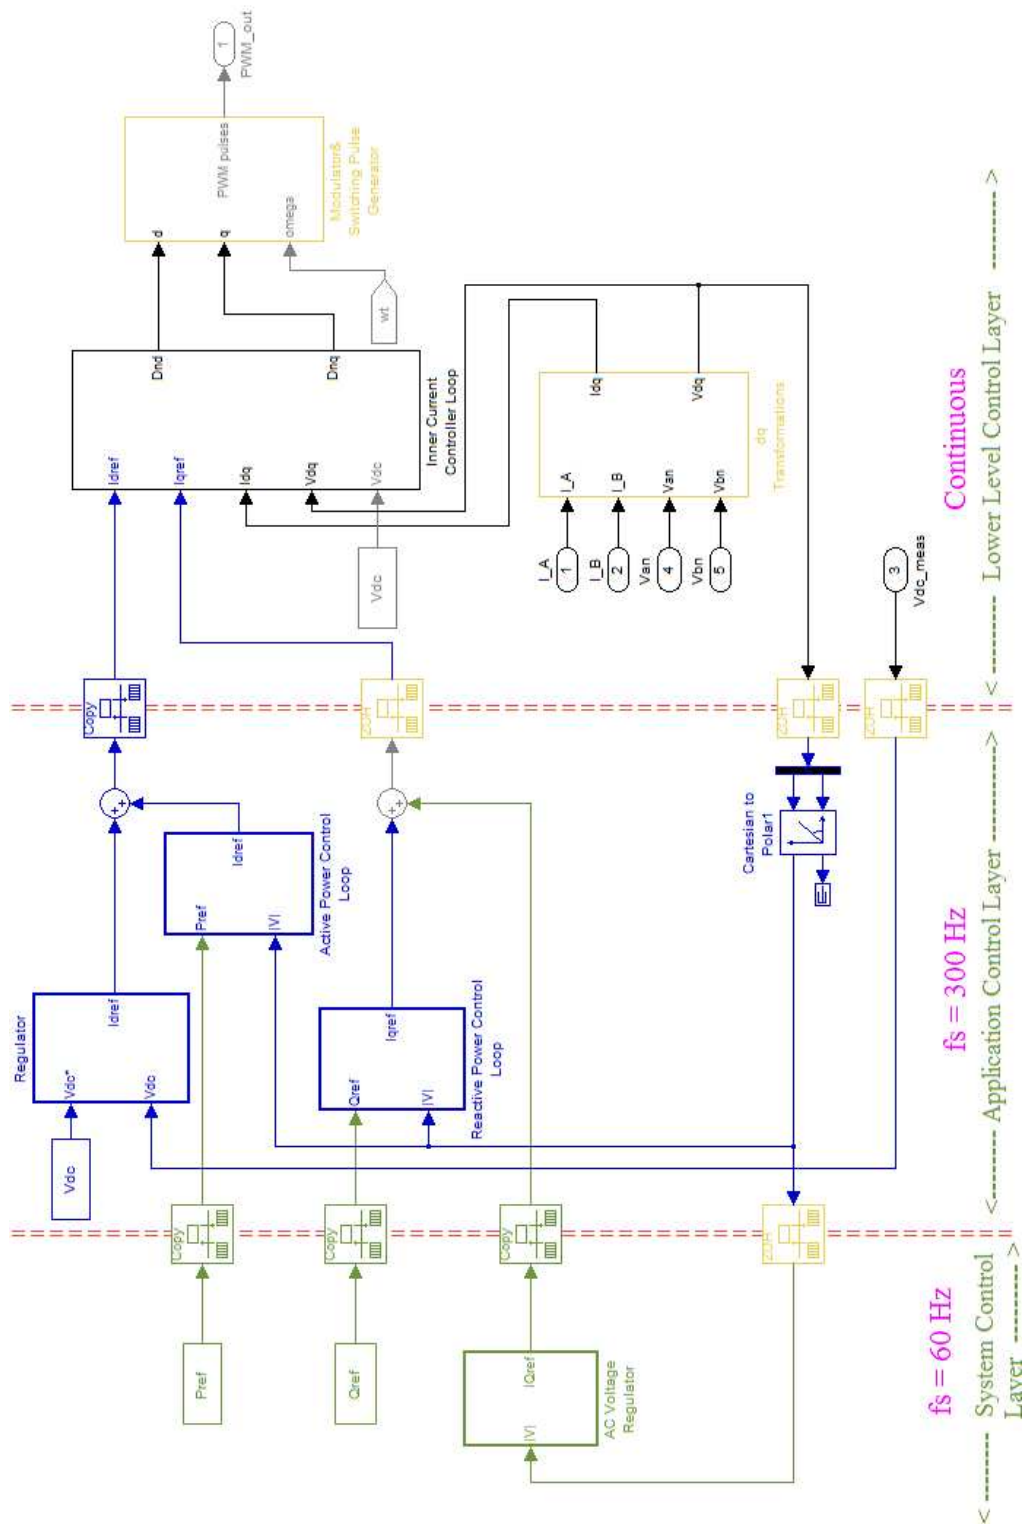 Pref
Qref
IVI
IQref
AC Voltage
Regulator
Copy
Copy
Copy
ZOH
Vdc
Vdc*
Vdc
Idref
Regulator
Pref
IVI
Idref
Active Power Control
Loop
Qref
IVI
Iqref
Reactive Power Control
Loop
Cartesian to
Polar1
Copy
ZOH
ZOH
ZOH
Idref
Iqref
Idq
Vdq
Vdc
Dnd
Dnq
Inner Current
Controller Loop
Vdc
wt
d
q
omega
PWM pulses
Modulator&
Switching Pulse
Generator
1
PWM_out
I_A
1
I_B
2
Van
4
Vbn
5
I_A
I_B
Van
Vbn
Idq
Vdq
dq
Transformations
3
Vdc_meas
fs = 60 Hz
fs = 300 Hz
Continuous
<--------- System Control
Layer --------->
<------- Application Control Layer ----------->
<------- Lower Level Control Layer --------->